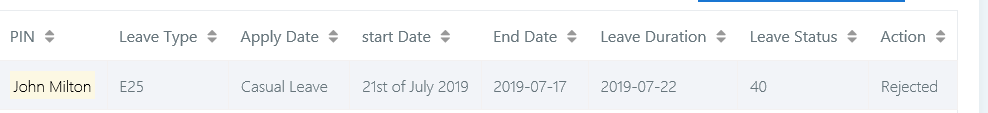 PIN Leave Type Apply Date start Date End Date Leave Duration Leave Status Action
John Milton E25 Casual Leave 21st of July 2019 2019-07-17 2019-07-22 40 Rejected